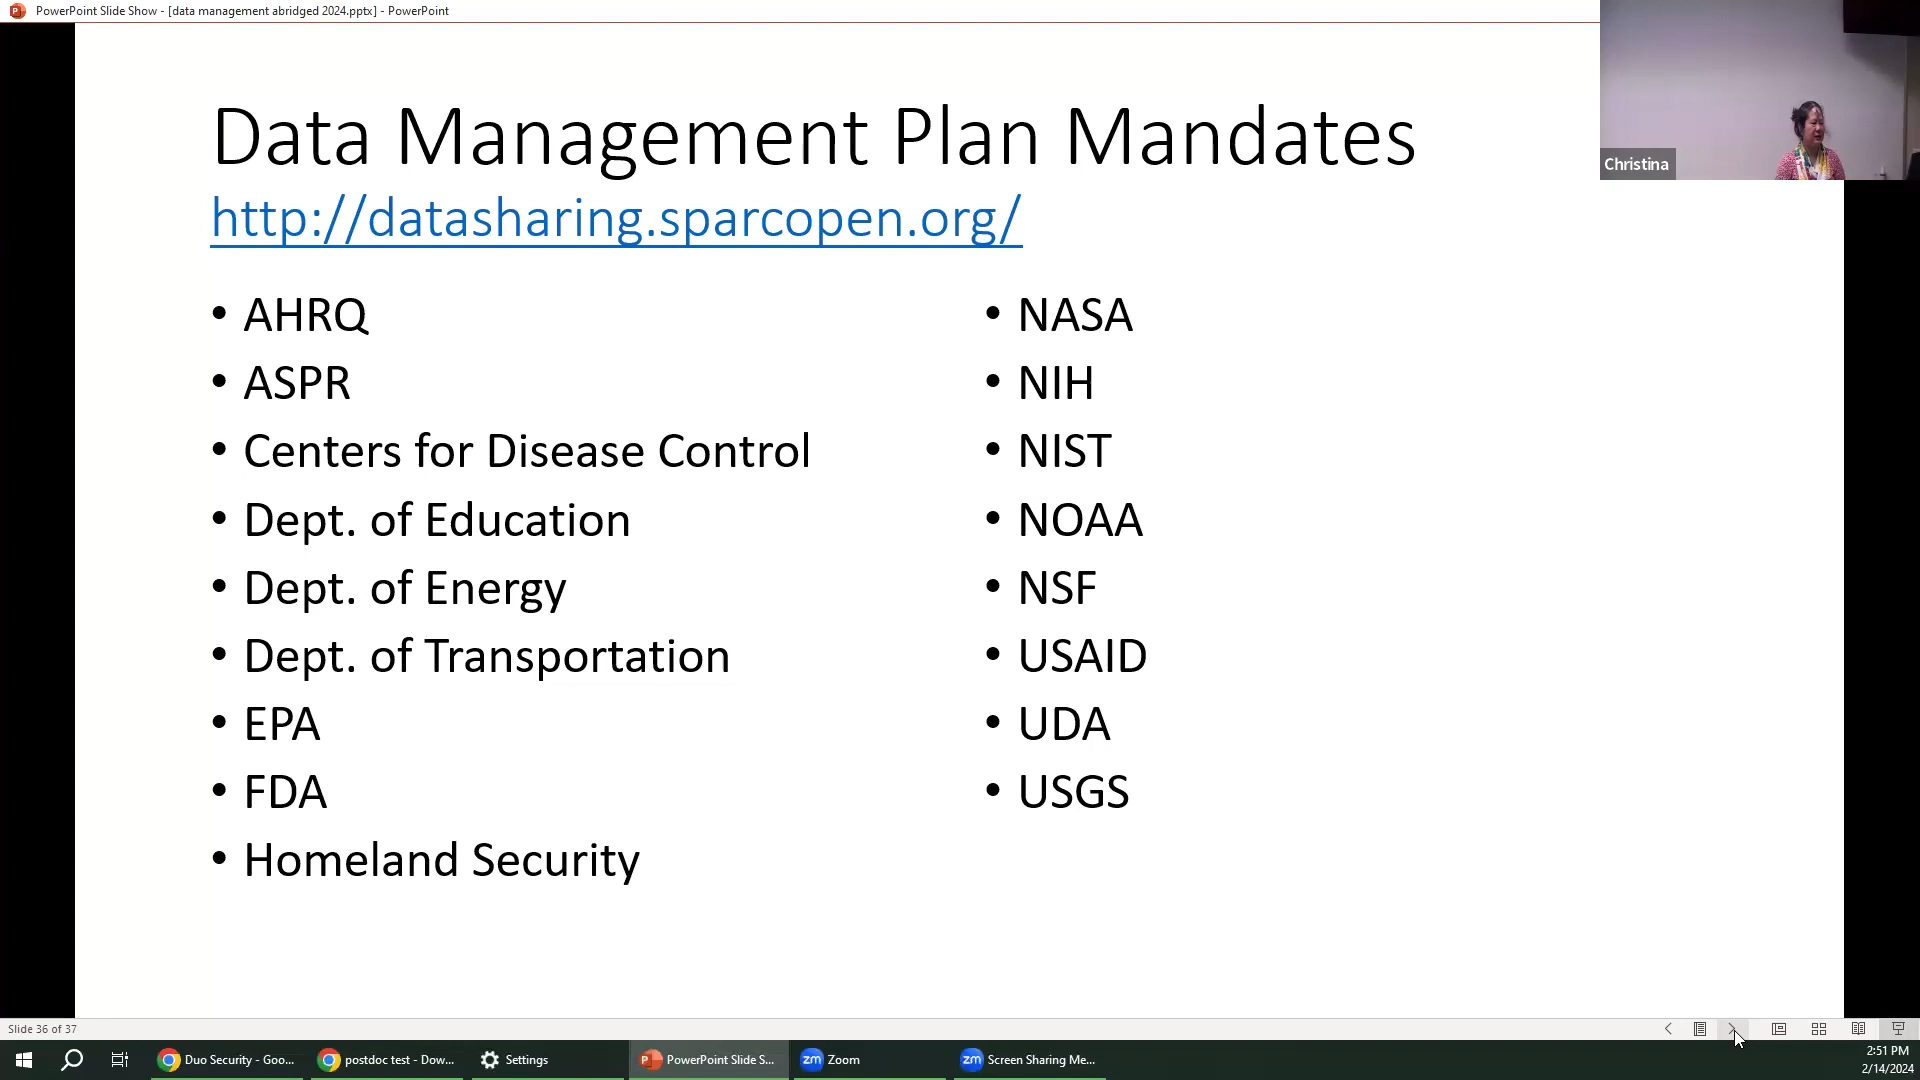 PowerPoint Slide Show - [data management abridged 2024.pptx] - PowerPoint
Christina
Data Management Plan Mandates
http://datasharing.sparcopen.org/
• AHRQ
• ASPR
• Centers for Disease Control
• Dept. of Education
• Dept. of Energy
• Dept. of Transportation
• EPA
• FDA
• Homeland Security
• NASA
• NIH
• NIST
• NOAA
• NSF
• USAID
• UDA
• USGS
Slide 36 of 37
Duo Security - Goo...
postdoc test - Dow...
Settings
PowerPoint Slide S...
zm Zoom
zm Screen Sharing Me...
2:51 PM
2/14/2024